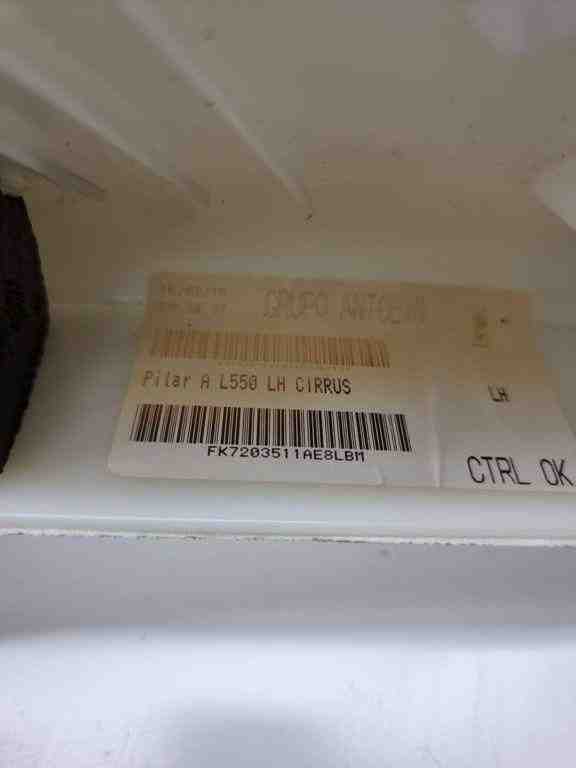 GRUPO ANTOLIN
Pilar A L550 LH CIRRUS
LH
FK7203511AE8LBM
CTRL OK